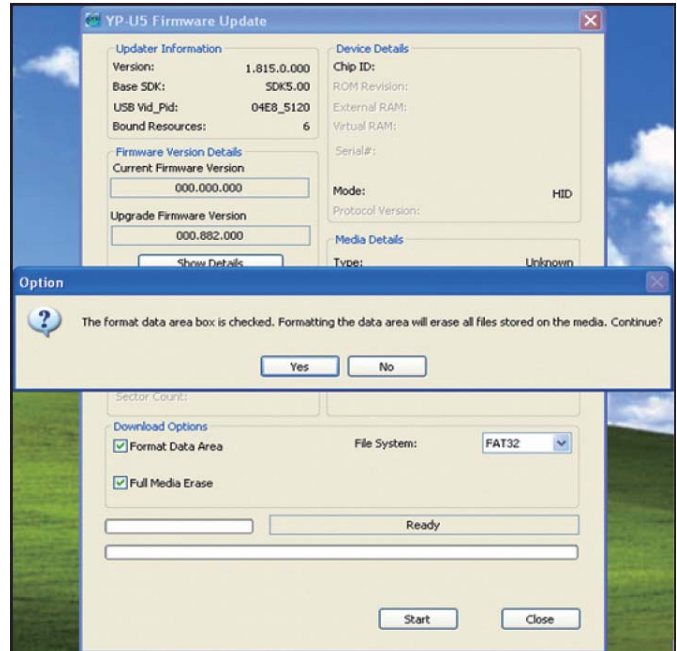 YP-U5 Firmware Update
Updater Information
Version: 1.815.0.000
Base SDK: SDK5.00
USB Vid_Pid: 04E8_5120
Bound Resources: 6
Firmware Version Details
Current Firmware Version
000.000.000
Upgrade Firmware Version
000.882.000
Show Details
Device Details
Chip ID:
ROM Revision:
External RAM:
Virtual RAM:
Serial#:
Mode: HID
Protocol Version:
Media Details
Type: Unknown
Option
The format data area box is checked. Formatting the data area will erase all files stored on the media. Continue?
Yes No
Sector Count:
Download Options
Format Data Area File System: FAT32
Full Media Erase
Ready
Start Close